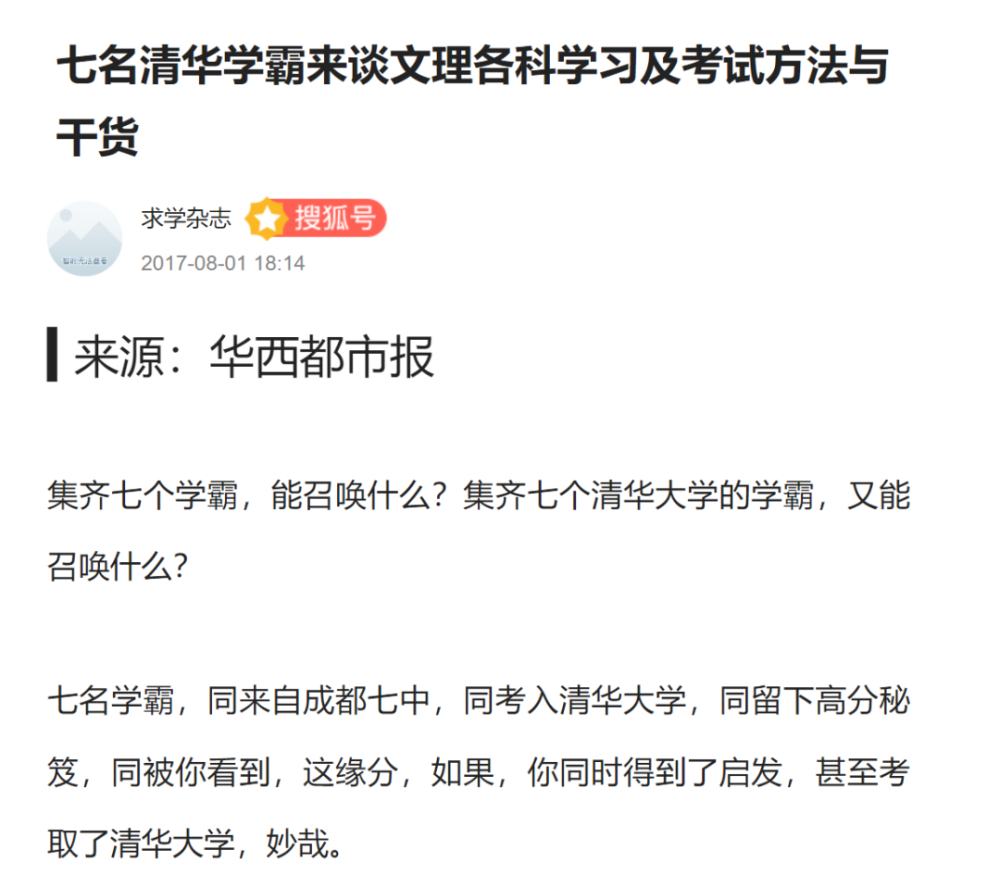 七名清华学霸来谈文理各科学习及考试方法与
干货
求学杂志 搜狐号
2017-08-01 18:14
来源：华西都市报
集齐七个学霸，能召唤什么？集齐七个清华大学的学霸，又能
召唤什么？
七名学霸，同来自成都七中，同考入清华大学，同留下高分秘
笈，同被你看到，这缘分，如果，你同时得到了启发，甚至考
取了清华大学，妙哉。